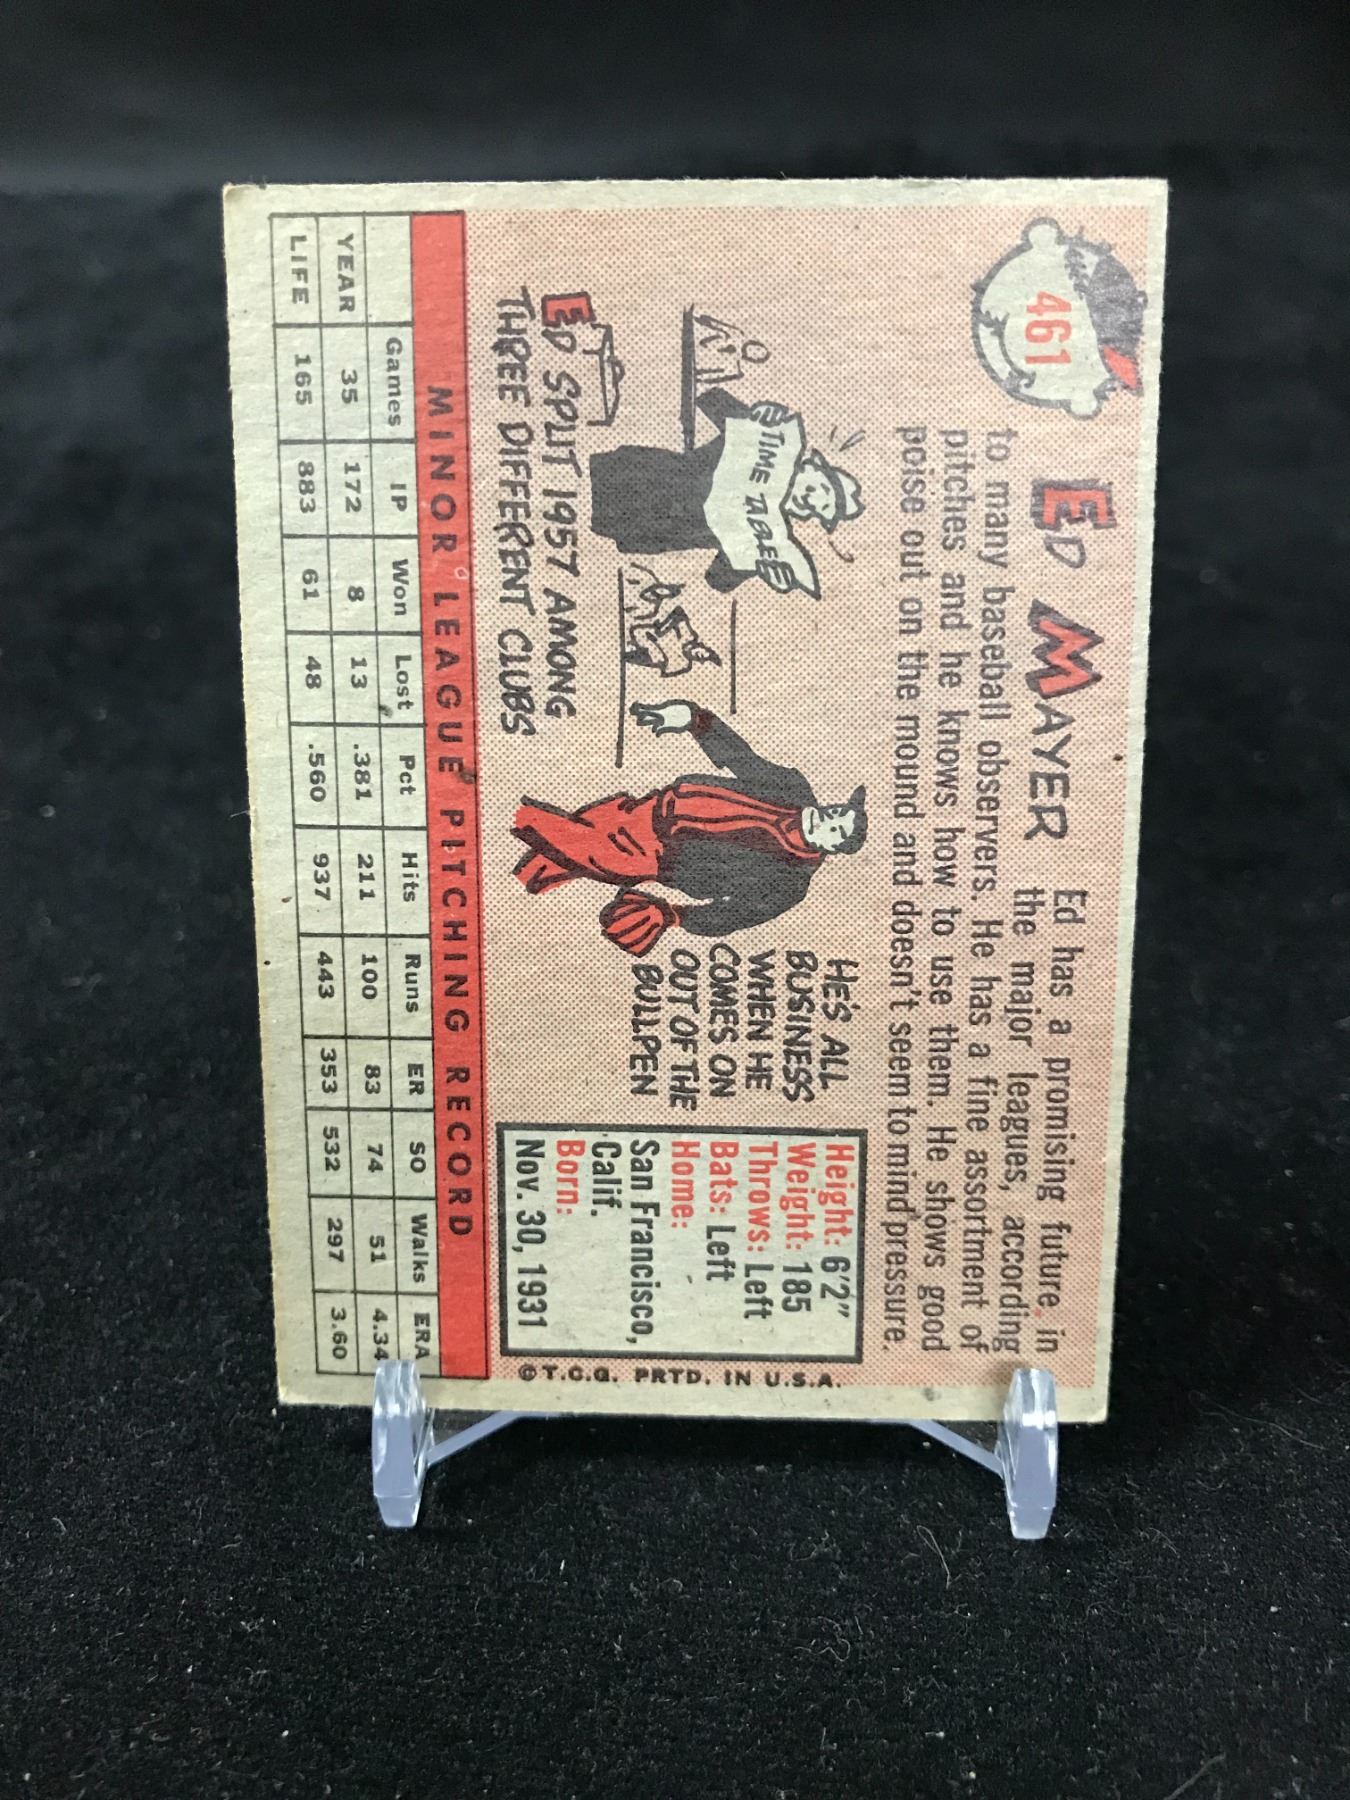 461
ED MAYER
Ed has a promising future in
the major leagues, according
to many baseball observers. He has a fine assortment of
pitches and he knows how to use them. He shows good
poise out on the mound and doesn't seem to mind pressure.
TIME TABLE
ED SPLIT 1957 AMONG
THREE DIFFERENT CLUBS
HE'S ALL
BUSINESS
WHEN HE
COMES ON
OUT OF THE
BULLPEN
Height: 6'2"
Weight: 185
Throws: Left
Bats: Left
Home:
San Francisco,
Calif.
Born:
Nov. 30, 1931
©T.C.G. PRTD. IN U.S.A.
MINOR LEAGUE PITCHING RECORD
Games IP Won Lost Pct Hits Runs ER SO Walks ERA
YEAR 35 172 8 13 .381 211 100 83 74 51 4.34
LIFE 165 883 61 48 .560 937 443 353 532 297 3.60